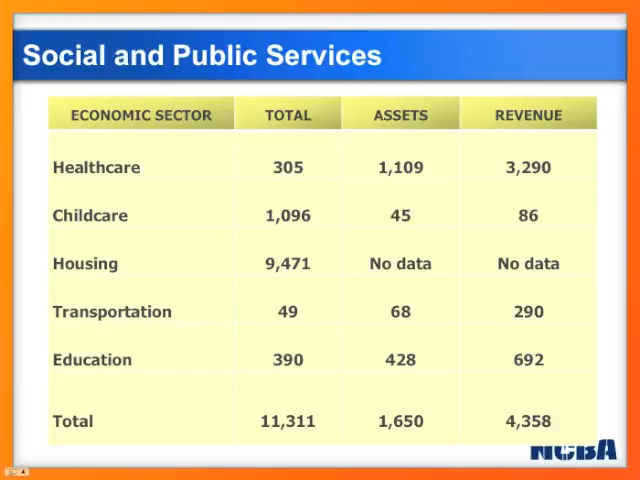 Social and Public Services
ECONOMIC SECTOR TOTAL ASSETS REVENUE
Healthcare 305 1,109 3,290
Childcare 1,096 45 86
Housing 9,471 No data No data
Transportation 49 68 290
Education 390 428 692
Total 11,311 1,650 4,358
NCBA